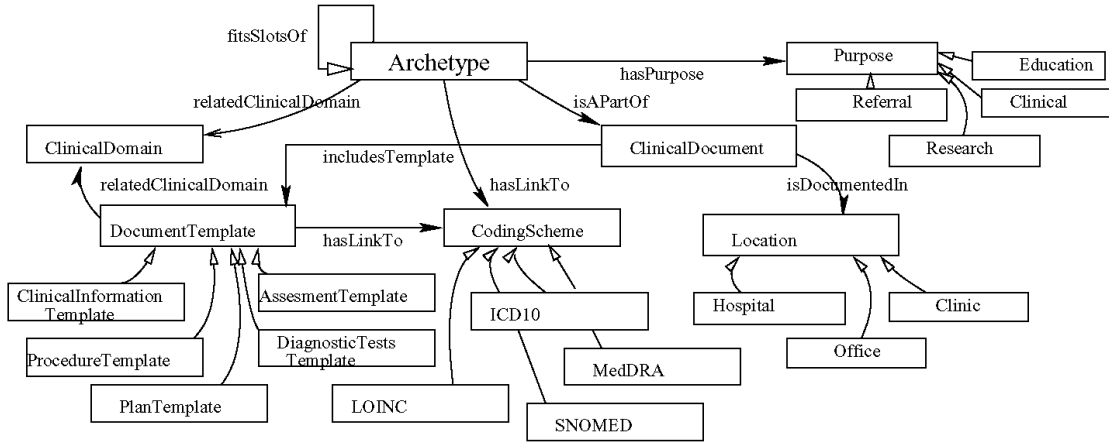 fitsSlotsOf
Archetype
hasPurpose
Purpose
Education
Referral
Clinical
Research
relatedClinicalDomain
isAPartOf
ClinicalDomain
includesTemplate
ClinicalDocument
relatedClinicalDomain
hasLinkTo
isDocumentedIn
DocumentTemplate
hasLinkTo
CodingScheme
Location
ClinicalInformation
Template
AssesmentTemplate
ICD10
Hospital
Clinic
ProcedureTemplate
DiagnosticTests
Template
MedDRA
Office
PlanTemplate
LOINC
SNOMED